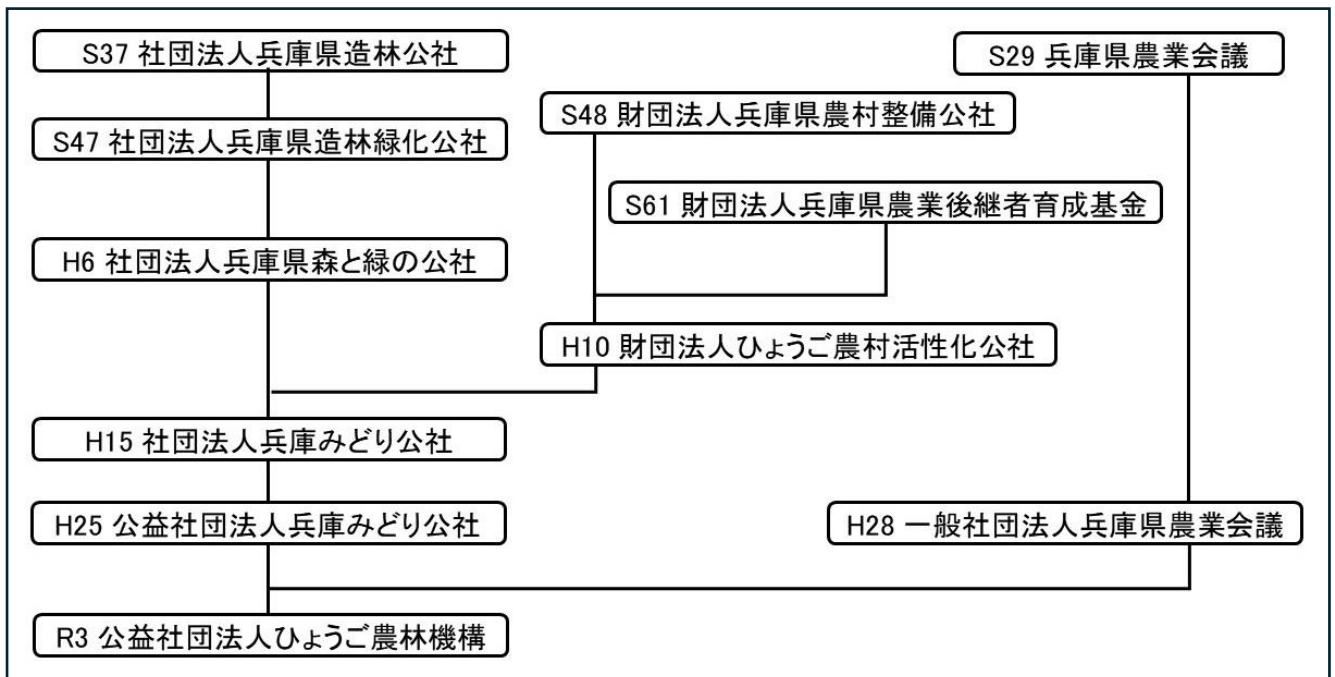 S37 社団法人兵庫県造林公社
S29 兵庫県農業会議
S48 財団法人兵庫県農村整備公社
S47 社団法人兵庫県造林緑化公社
S61 財団法人兵庫県農業後継者育成基金
H6 社団法人兵庫県森と緑の公社
H10 財団法人ひょうご農村活性化公社
H15 社団法人兵庫みどり公社
H25 公益社団法人兵庫みどり公社
H28 一般社団法人兵庫県農業会議
R3 公益社団法人ひょうご農林機構